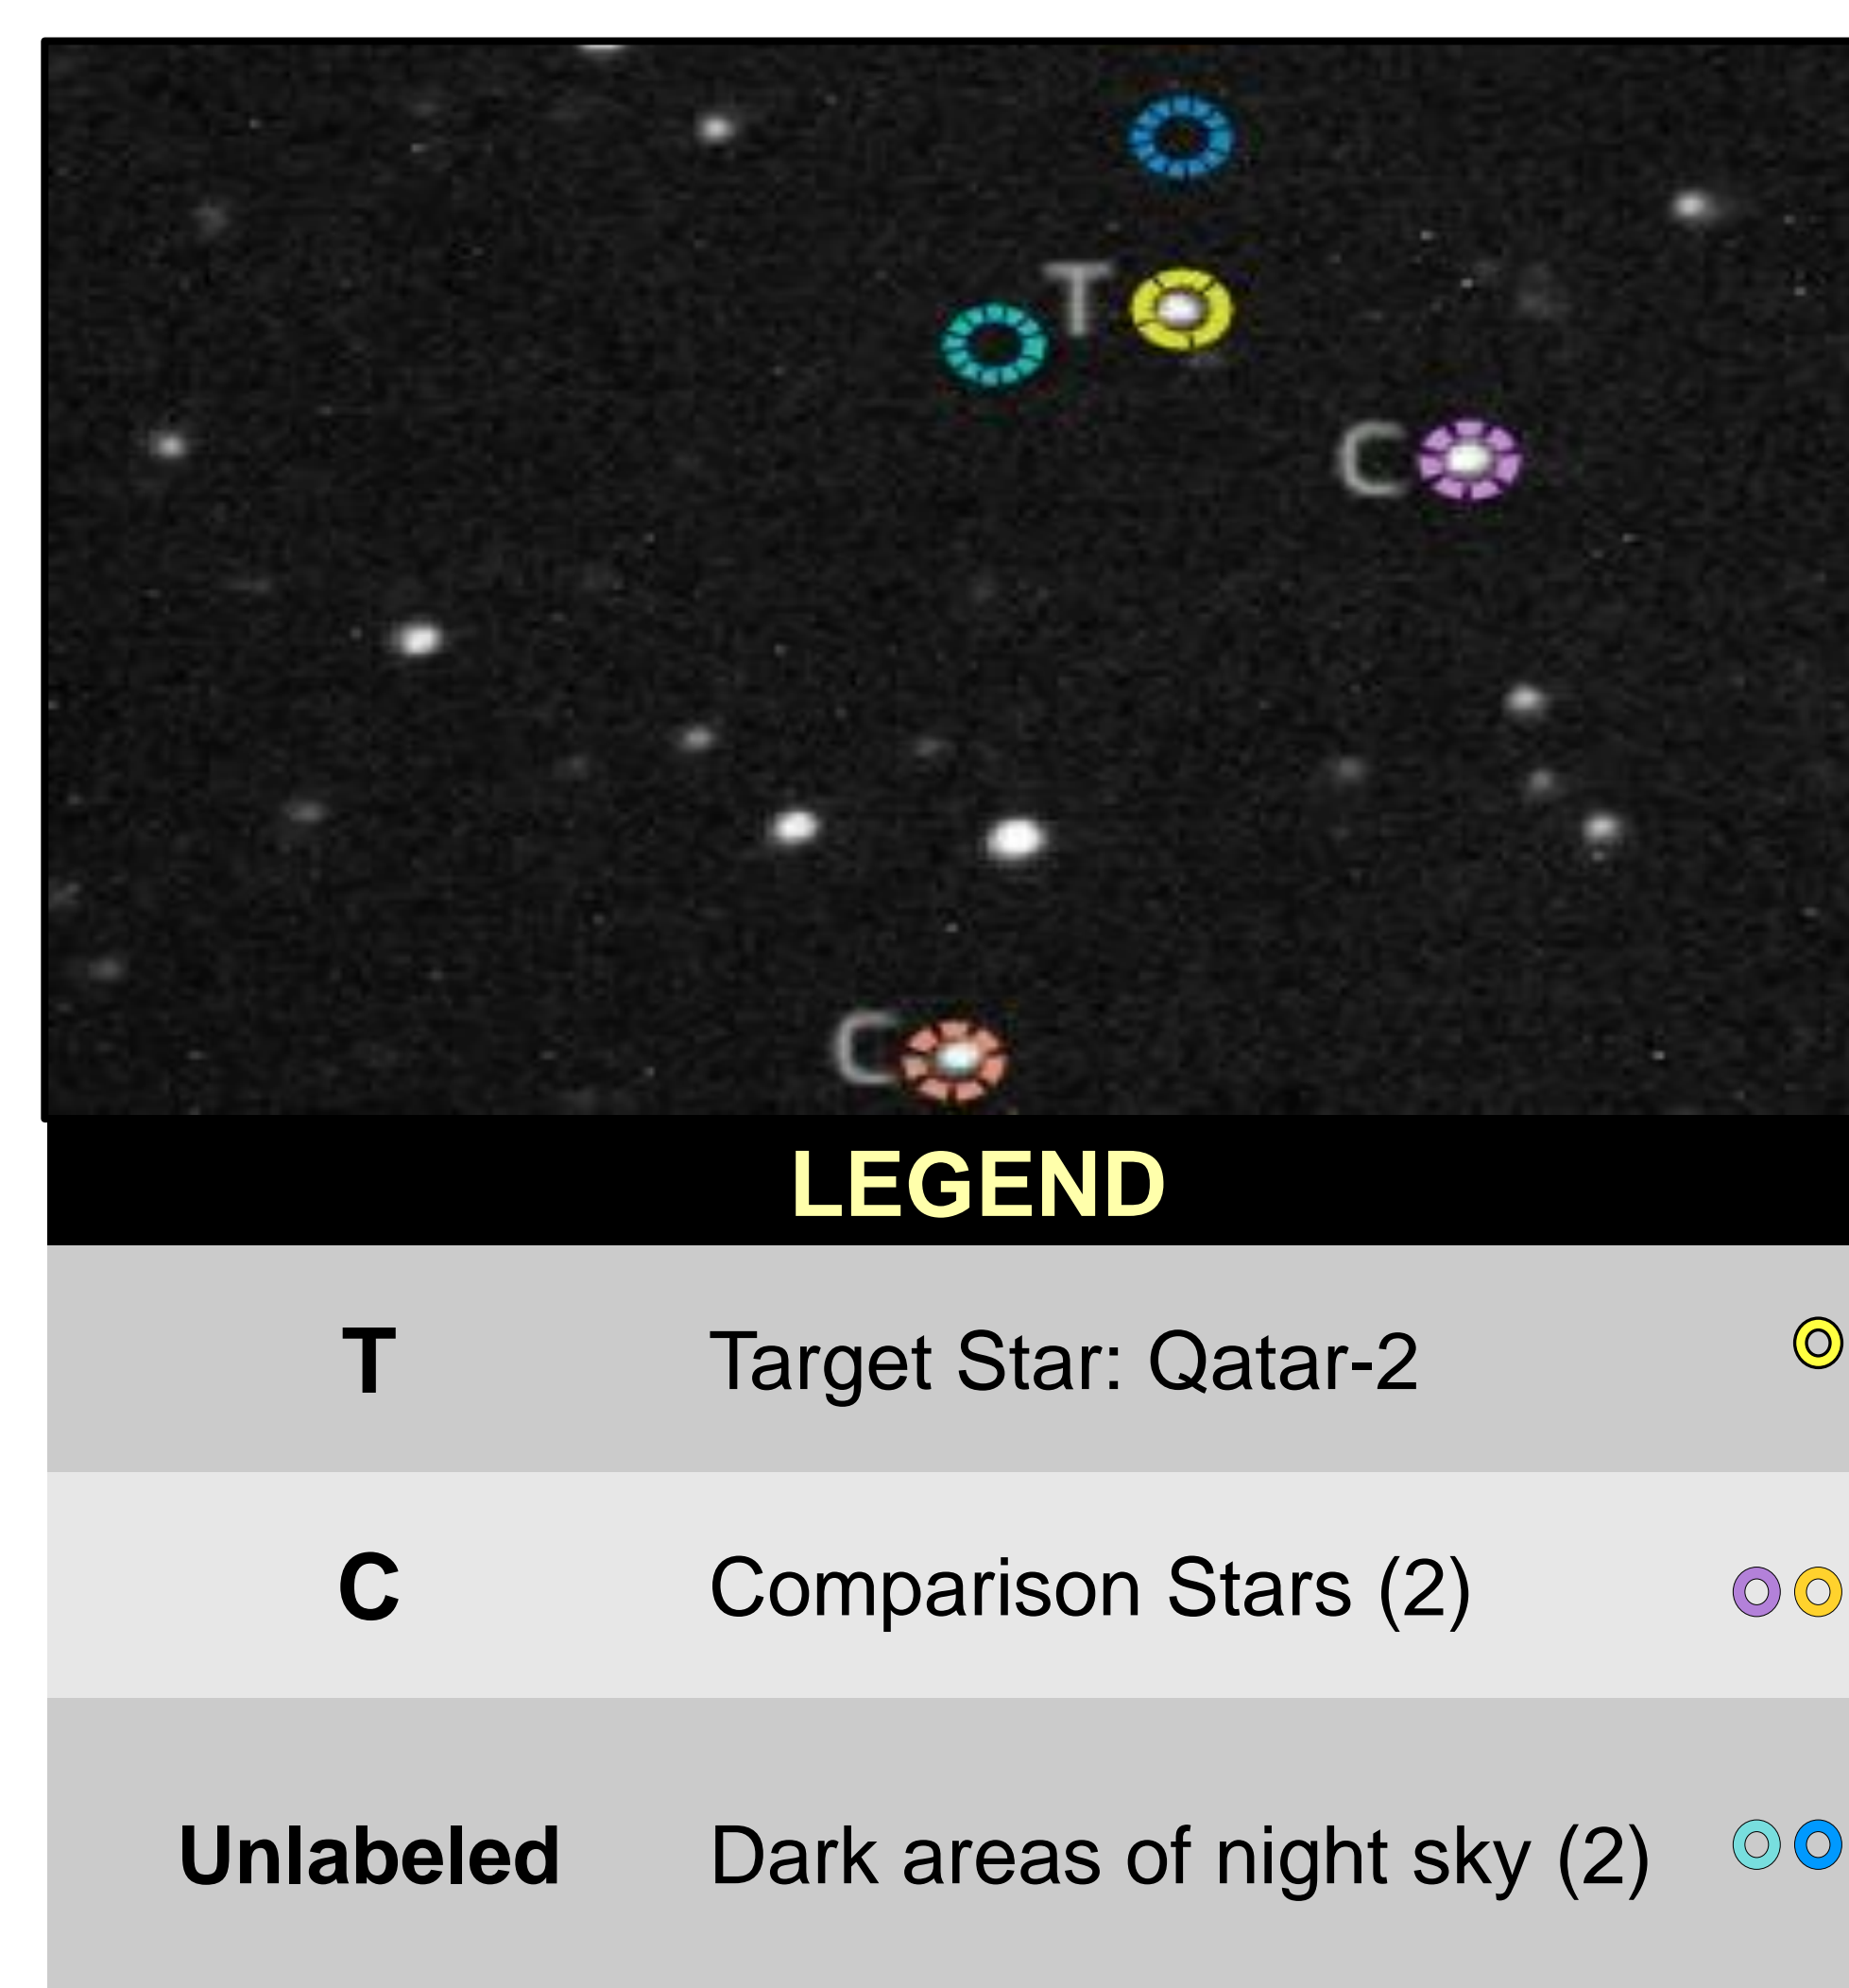 T
C
C
LEGEND
T Target Star: Qatar-2
C Comparison Stars (2)
Unlabeled Dark areas of night sky (2)